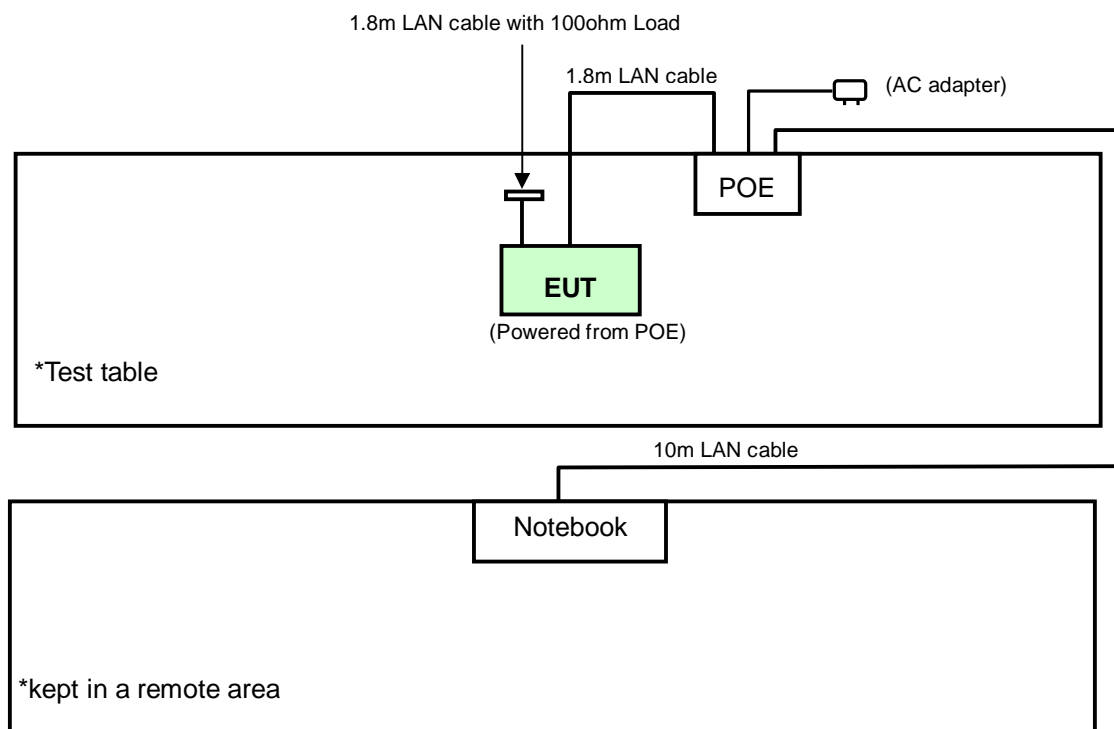 1.8m LAN cable with 100ohm Load
1.8m LAN cable
(AC adapter)
POE
EUT
(Powered from POE)
*Test table
10m LAN cable
Notebook
*kept in a remote area